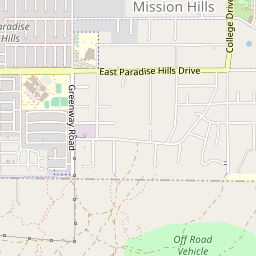 Mission Hills
Paradise
Hills
College Drive
East Paradise Hills Drive
Greenway Road
Off Road
Vehicle